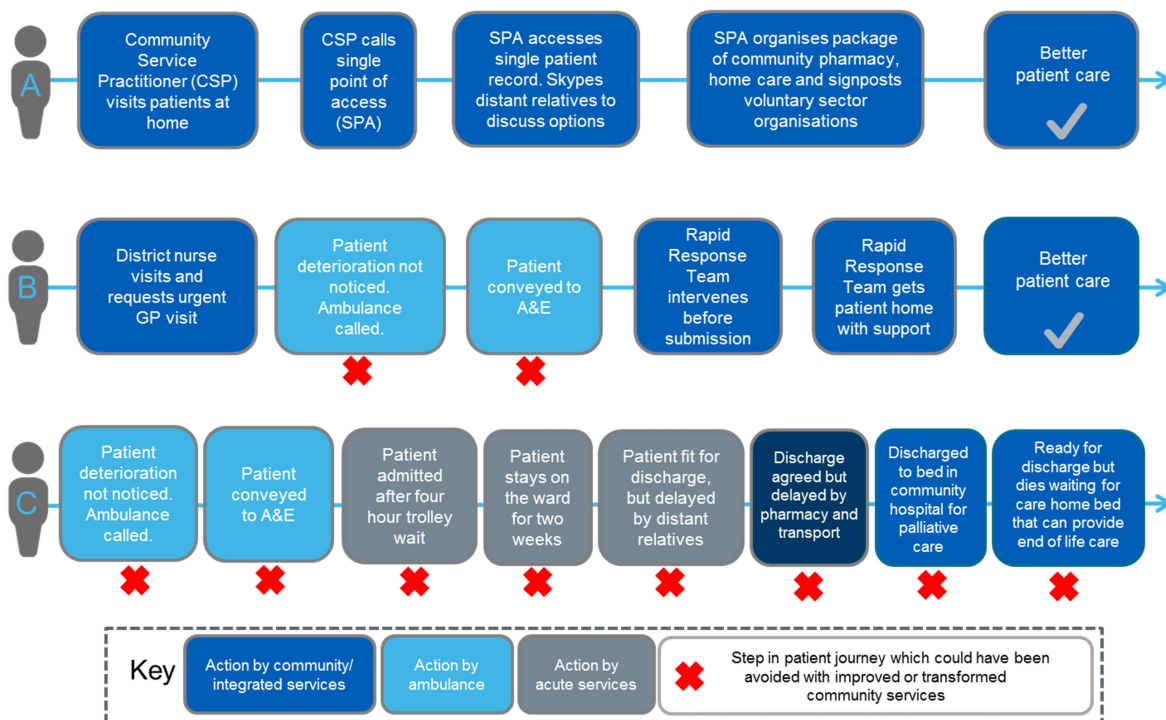 A
Community
Service
Practitioner (CSP)
visits patients at
home
CSP calls
single
point of
access
(SPA)
SPA accesses
single patient
record. Skypes
distant relatives to
discuss options
SPA organises package
of community pharmacy,
home care and signposts
voluntary sector
organisations
Better
patient care
B
District nurse
visits and
requests urgent
GP visit
Patient
deterioration not
noticed.
Ambulance
called.
Patient
conveyed to
A&E
Rapid
Response
Team
intervenes
before
submission
Rapid
Response
Team gets
patient home
with support
Better
patient care
C
Patient
deterioration
not noticed.
Ambulance
called.
Patient
conveyed
to A&E
Patient
admitted
after four
hour trolley
wait
Patient
stays on
the ward
for two
weeks
Patient fit for
discharge,
but delayed
by distant
relatives
Discharge
agreed but
delayed by
pharmacy and
transport
Discharged
to bed in
community
hospital for
palliative
care
Ready for
discharge but
dies waiting for
care home bed
that can provide
end of life care
Key
Action by community/
integrated services
Action by
ambulance
Action by
acute services
Step in patient journey which could have been
avoided with improved or transformed
community services